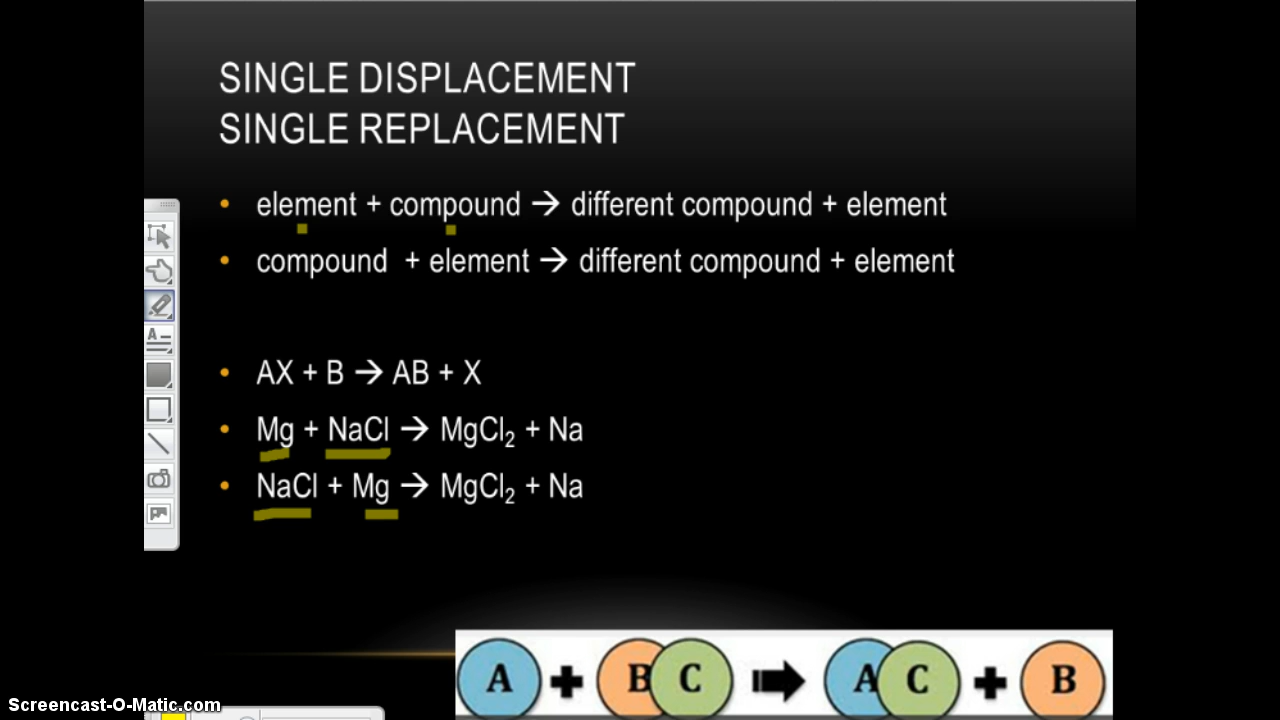 SINGLE DISPLACEMENT
SINGLE REPLACEMENT
• element + compound → different compound + element
• compound + element → different compound + element
• AX + B → AB + X
• Mg + NaCl → MgCl₂ + Na
• NaCl + Mg → MgCl₂ + Na
A + B C → A C + B
Screencast-O-Matic.com